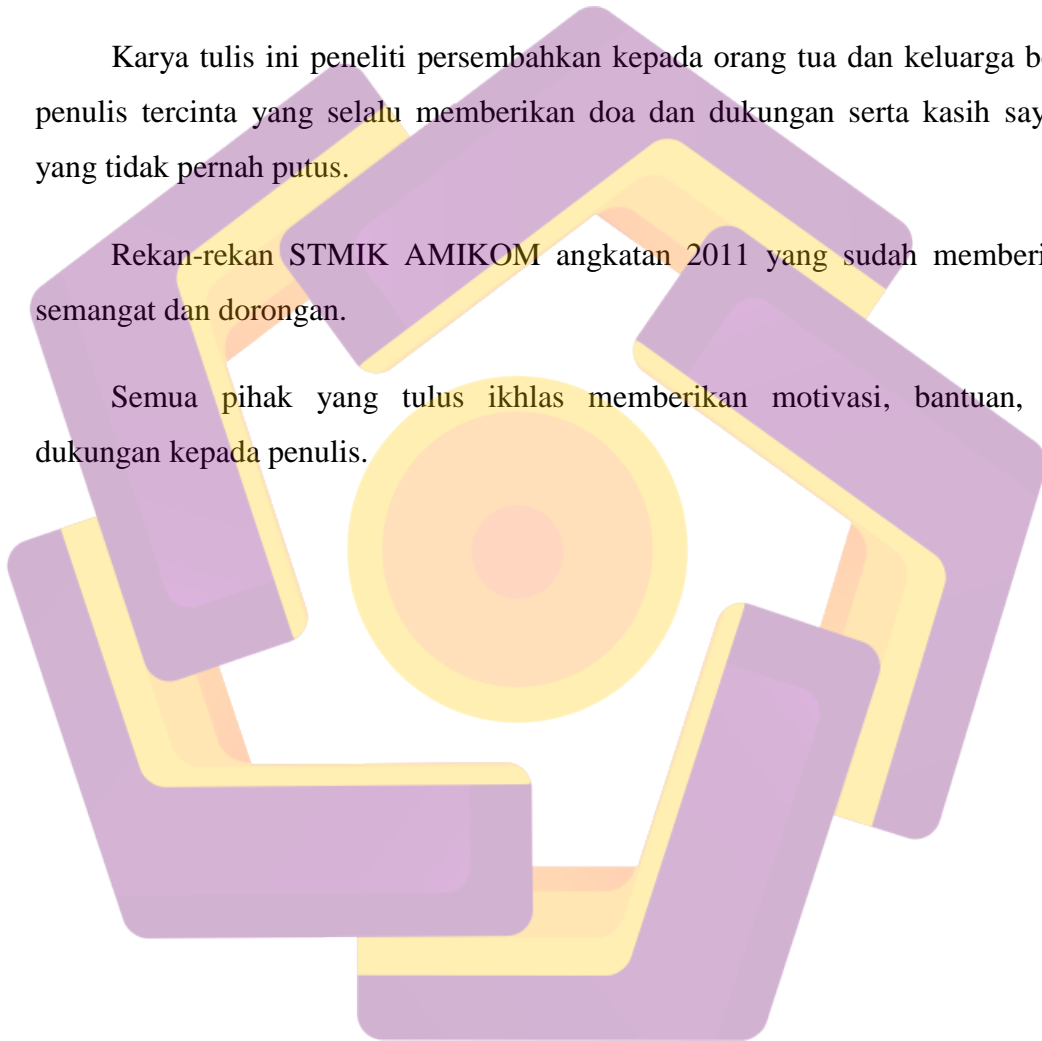 Karya tulis ini peneliti persembahkan kepada orang tua dan keluarga be
penulis tercinta yang selalu memberikan doa dan dukungan serta kasih say
yang tidak pernah putus.
Rekan-rekan STMIK AMIKOM angkatan 2011 yang sudah memberi
semangat dan dorongan.
Semua pihak yang tulus ikhlas memberikan motivasi, bantuan,
dukungan kepada penulis.